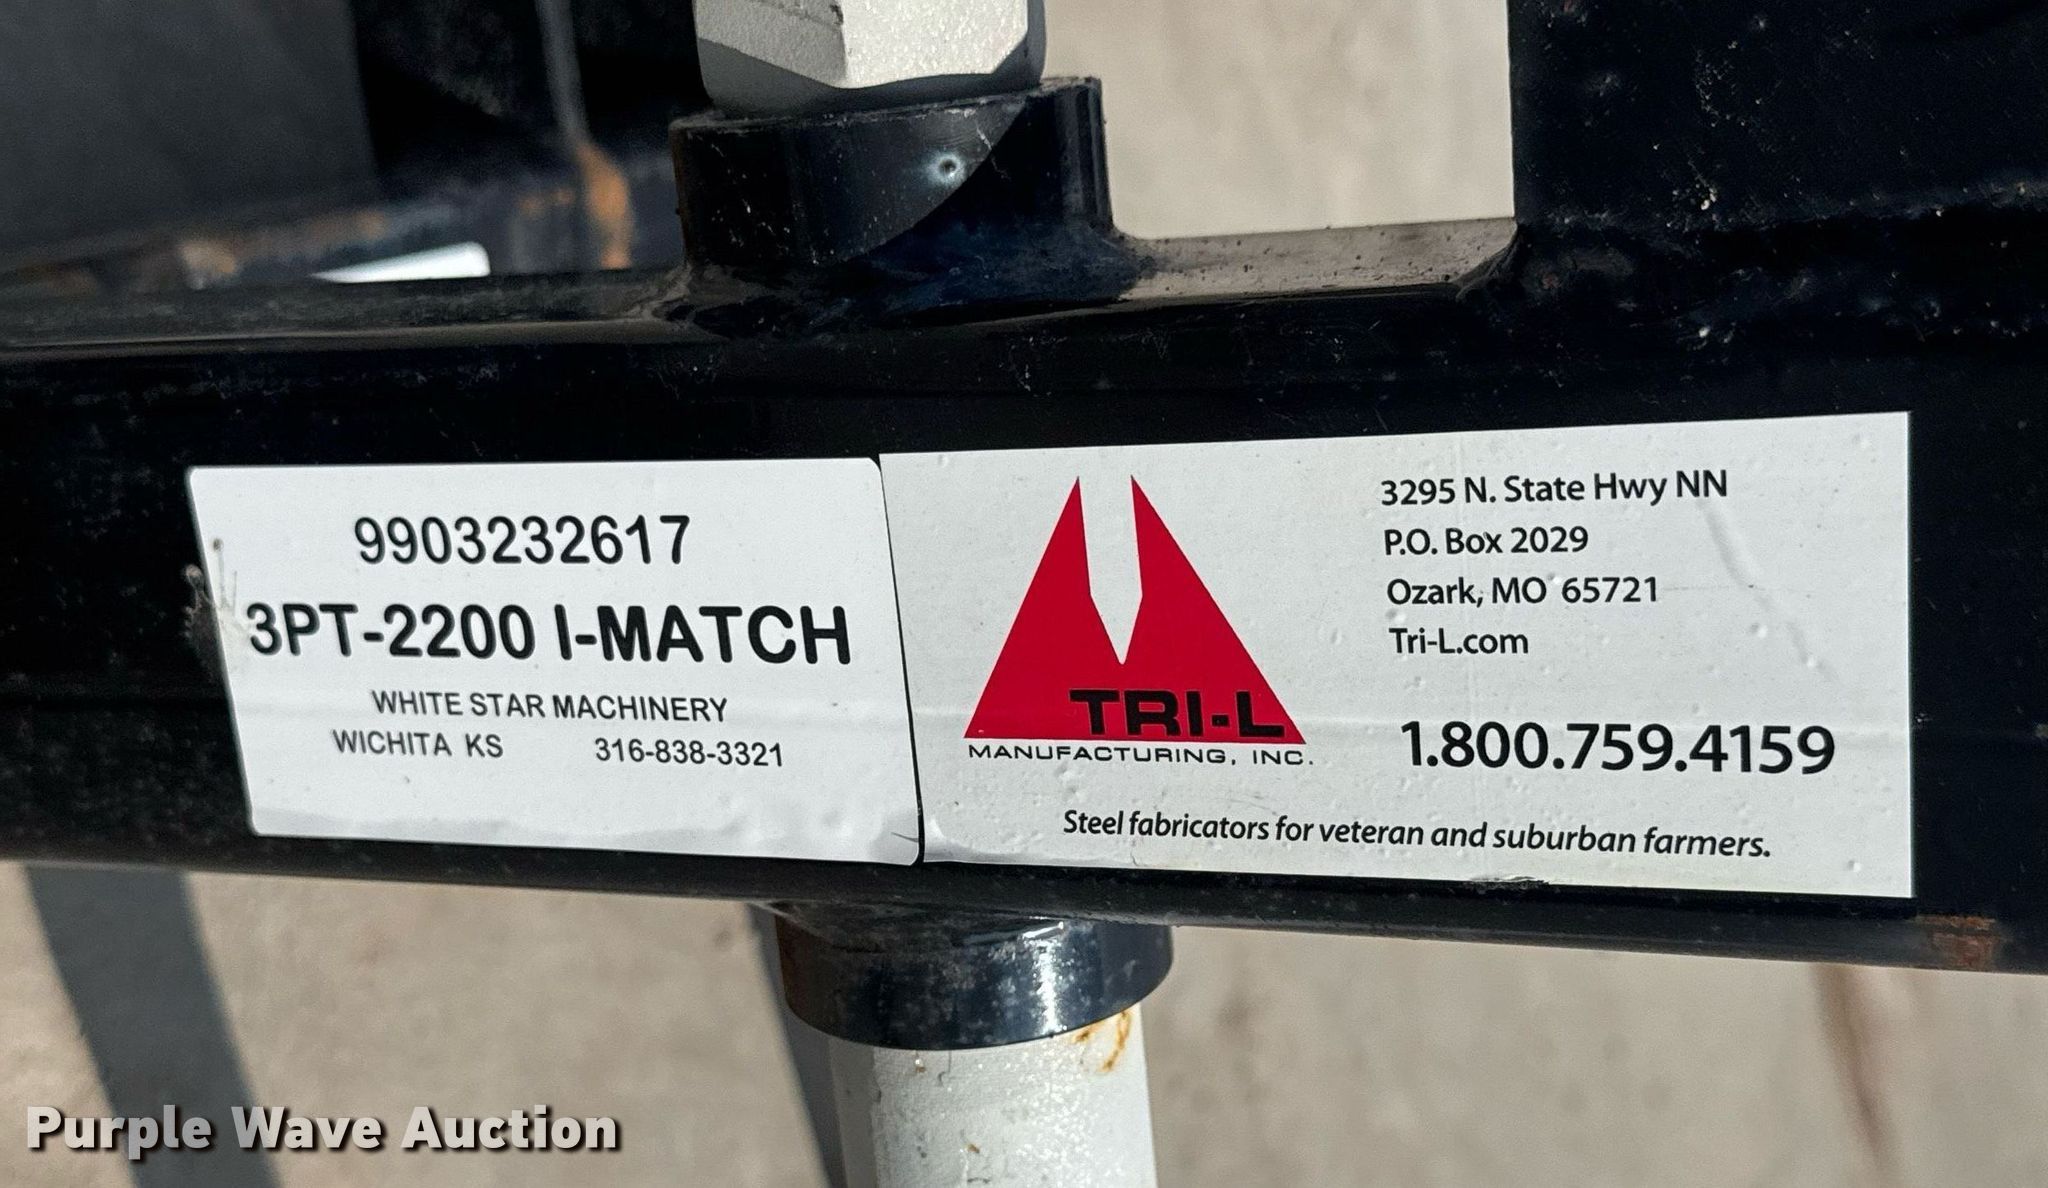 9903232617
3PT-2200 I-MATCH
WHITE STAR MACHINERY
WICHITA KS 316-838-3321
TRI-L
MANUFACTURING, INC.
3295 N. State Hwy NN
P.O. Box 2029
Ozark, MO 65721
Tri-L.com
1.800.759.4159
Steel fabricators for veteran and suburban farmers.
Purple Wave Auction